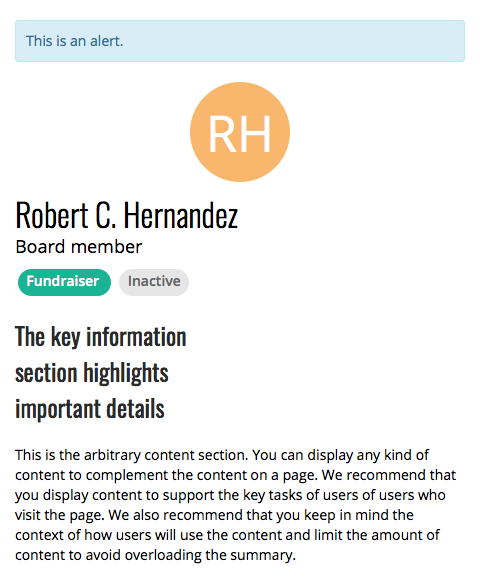 This is an alert.
RH
Robert C. Hernandez
Board member
Fundraiser Inactive
The key information
section highlights
important details
This is the arbitrary content section. You can display any kind of
content to complement the content on a page. We recommend that
you display content to support the key tasks of users of users who
visit the page. We also recommend that you keep in mind the
context of how users will use the content and limit the amount of
content to avoid overloading the summary.